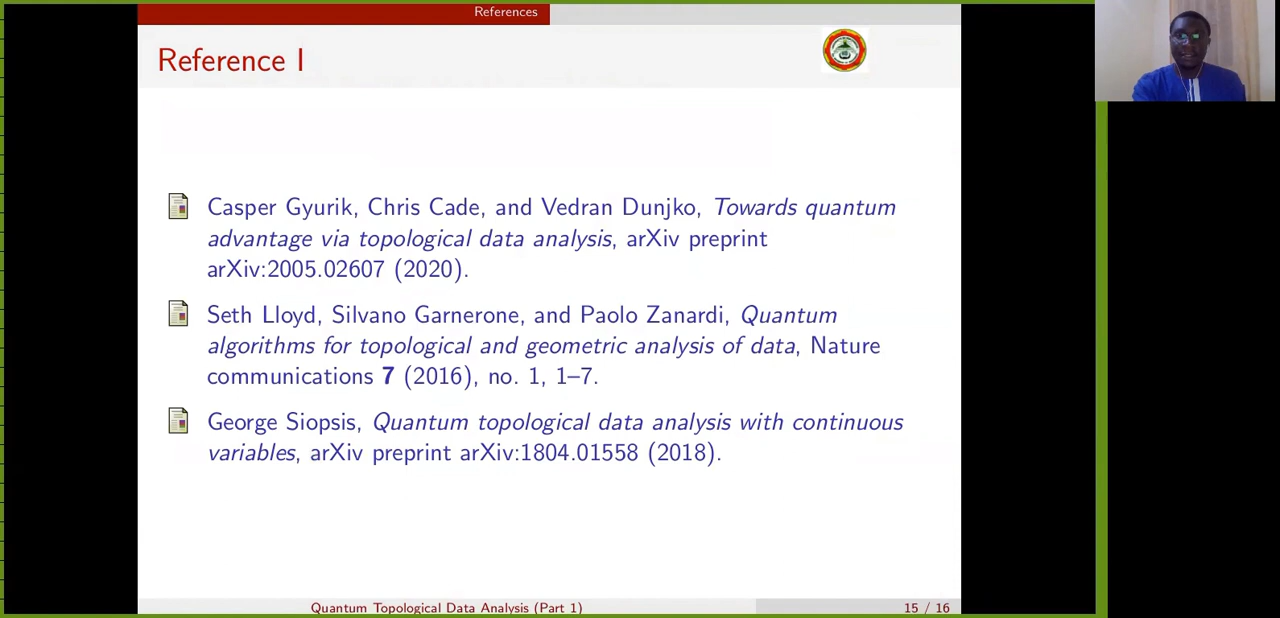 References
Reference I
Casper Gyurik, Chris Cade, and Vedran Dunjko, Towards quantum
advantage via topological data analysis, arXiv preprint
arXiv:2005.02607 (2020).
Seth Lloyd, Silvano Garnerone, and Paolo Zanardi, Quantum
algorithms for topological and geometric analysis of data, Nature
communications 7 (2016), no. 1, 1–7.
George Siopsis, Quantum topological data analysis with continuous
variables, arXiv preprint arXiv:1804.01558 (2018).
Quantum Topological Data Analysis (Part 1)
15 / 16